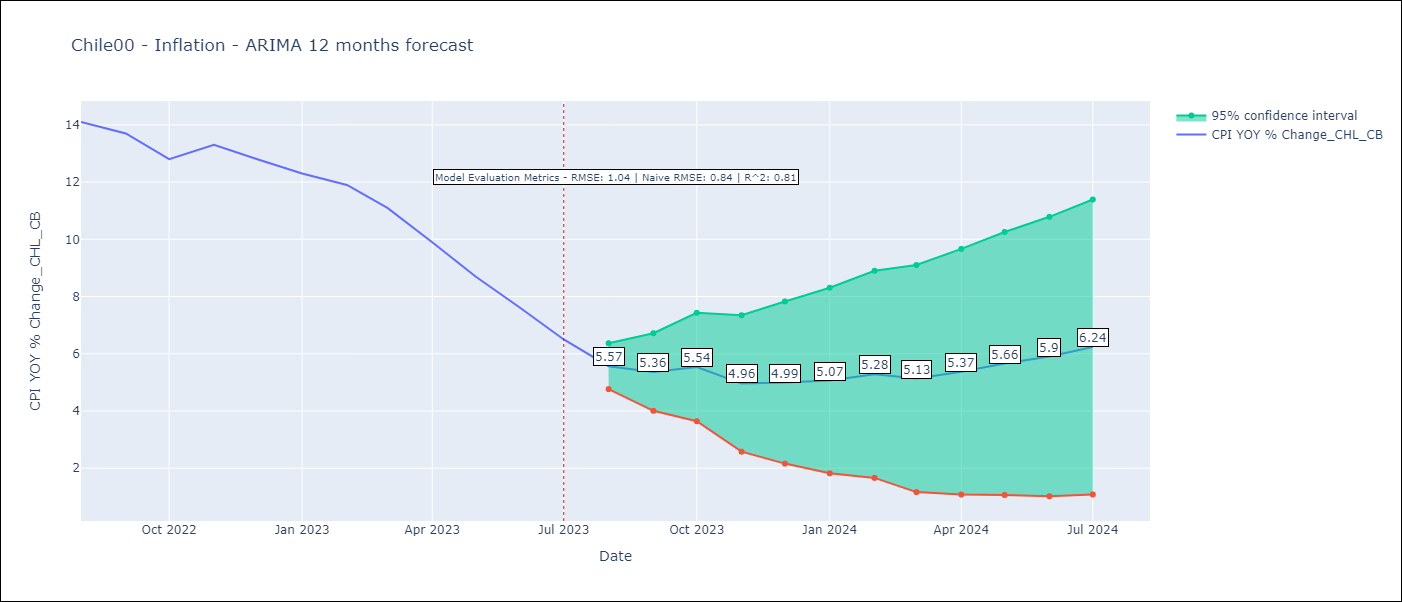 Chile00 - Inflation - ARIMA 12 months forecast
95% confidence interval
CPI YOY % Change_CHL_CB
Model Evaluation Metrics - RMSE: 1.04 | Naive RMSE: 0.84 | R^2: 0.81
CPI YOY % Change_CHL_CB
14
12
10
8
6
4
2
5.57
5.36
5.54
4.96
4.99
5.07
5.28
5.13
5.37
5.66
5.9
6.24
Oct 2022
Jan 2023
Apr 2023
Jul 2023
Oct 2023
Jan 2024
Apr 2024
Jul 2024
Date